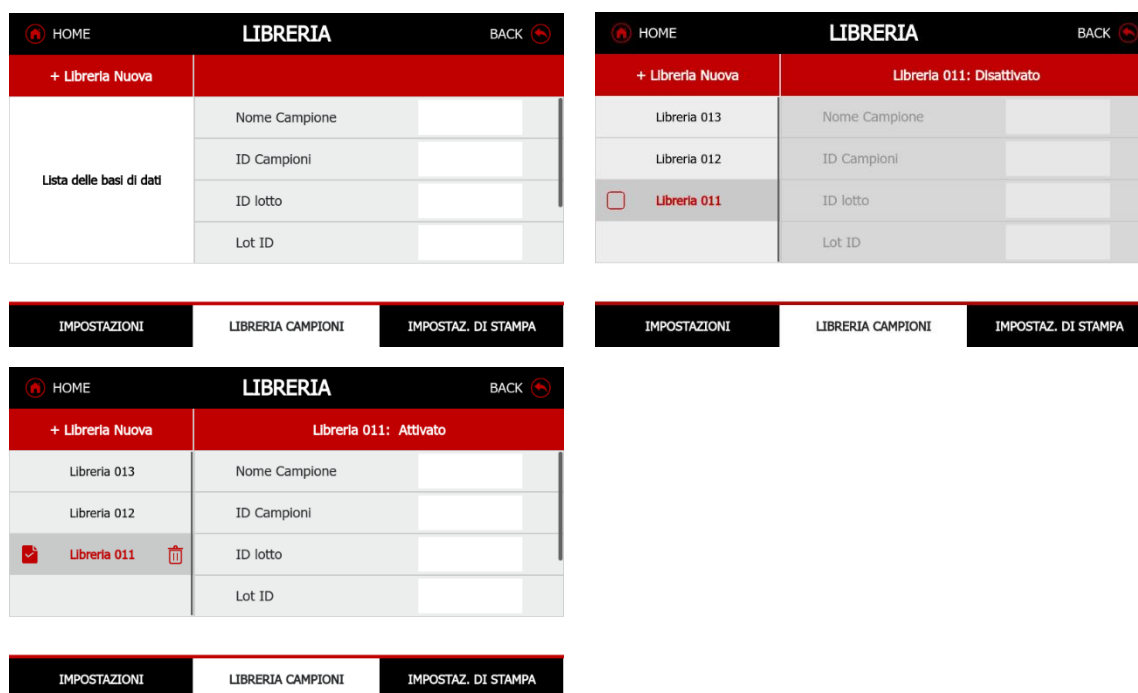 HOME LIBRERIA BACK
+ Libreria Nuova
Nome Campione
ID Campioni
Lista delle basi di dati
ID lotto
Lot ID
IMPOSTAZIONI LIBRERIA CAMPIONI IMPOSTAZ. DI STAMPA
HOME LIBRERIA BACK
+ Libreria Nuova Libreria 011: Disattivato
Libreria 013 Nome Campione
Libreria 012 ID Campioni
Libreria 011 ID lotto
Lot ID
IMPOSTAZIONI LIBRERIA CAMPIONI IMPOSTAZ. DI STAMPA
HOME LIBRERIA BACK
+ Libreria Nuova Libreria 011: Attivato
Libreria 013 Nome Campione
Libreria 012 ID Campioni
Libreria 011 ID lotto
Lot ID
IMPOSTAZIONI LIBRERIA CAMPIONI IMPOSTAZ. DI STAMPA